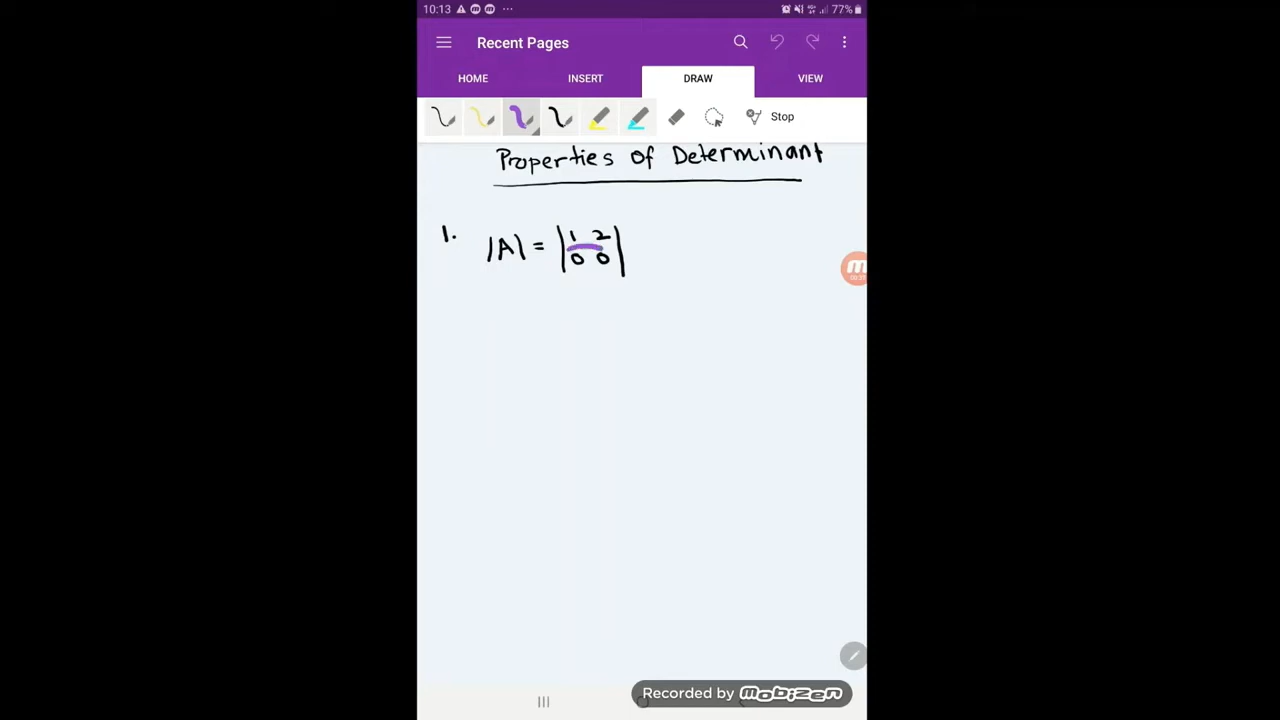 10:13 ... 77%
Recent Pages
HOME INSERT DRAW VIEW
Stop
Properties of Determinant
1. |A| = |1 2|
|0 0|
Recorded by Mobizen